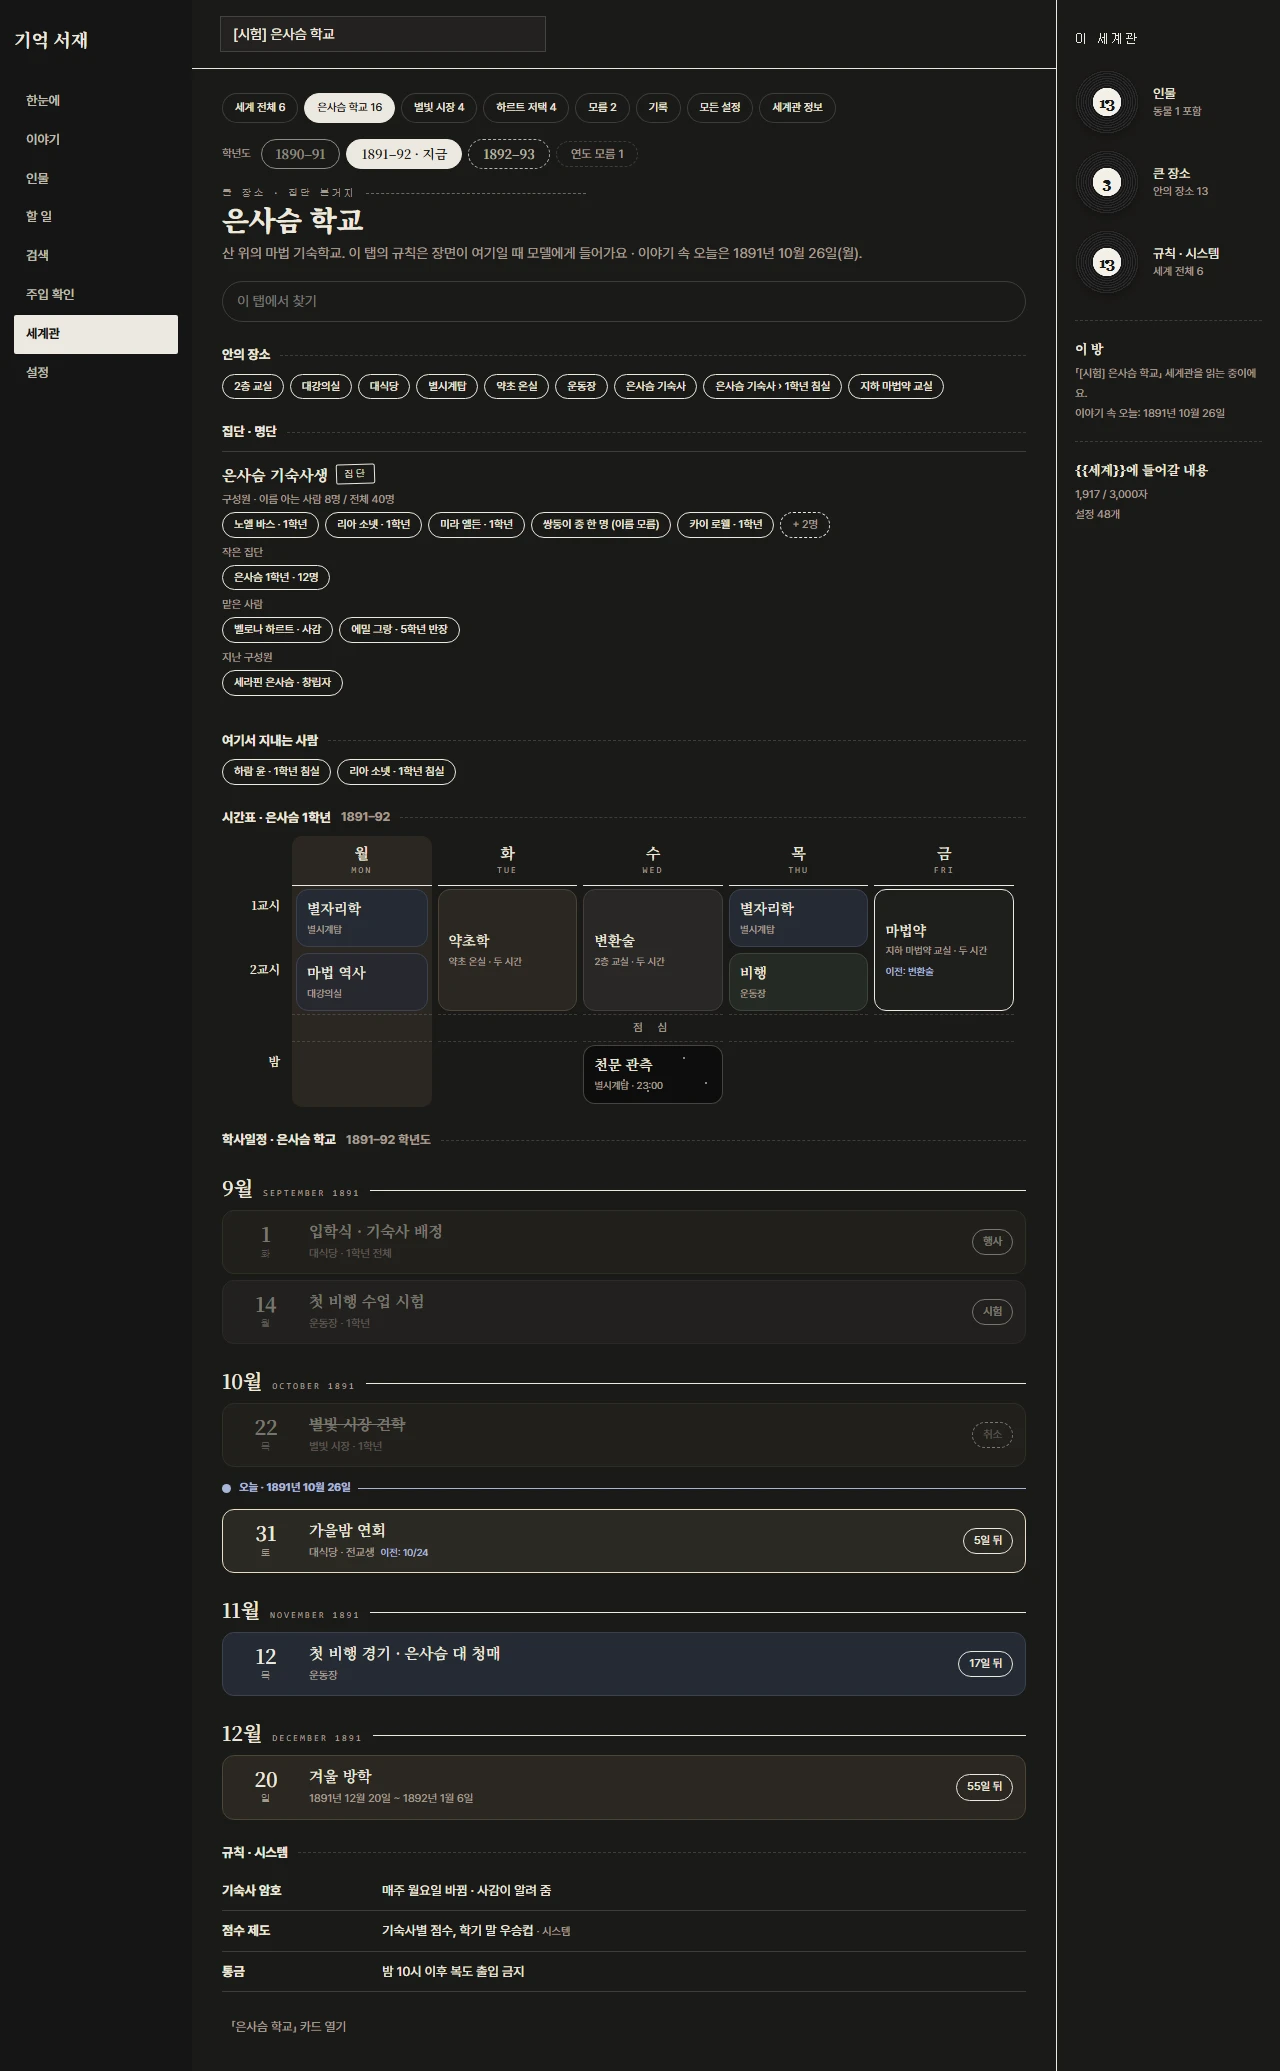 기억 서재
한눈에
이야기
인물
할 일
검색
주입 확인
세계관
설정
[시험] 은사슴 학교
세계 전체 6
은사슴 학교 16
별빛 시장 4
하르트 저택 4
모름 2
기록
모든 설정
세계관 정보
학년도
1890–91
1891–92 · 지금
1892–93
연도 모름 1
큰 장소 · 집단 본거지
은사슴 학교
산 위의 마법 기숙학교. 이 탭의 규칙은 장면이 여기일 때 모델에게 들어가요 · 이야기 속 오늘은 1891년 10월 26일(월).
이 탭에서 찾기
안의 장소
2층 교실
대강의실
대식당
별시계탑
약초 온실
운동장
은사슴 기숙사
은사슴 기숙사 › 1학년 침실
지하 마법약 교실
집단 · 명단
은사슴 기숙사생 집단
구성원 · 이름 아는 사람 8명 / 전체 40명
노엘 바스 · 1학년
리아 소넷 · 1학년
미라 엘든 · 1학년
쌍둥이 중 한 명 (이름 모름)
카이 로웰 · 1학년
+ 2명
작은 집단
은사슴 1학년 · 12명
맡은 사람
벨로나 하르트 · 사감
에밀 그랑 · 5학년 반장
지난 구성원
세라핀 은사슴 · 창립자
여기서 지내는 사람
하람 윤 · 1학년 침실
리아 소넷 · 1학년 침실
시간표 · 은사슴 1학년 1891–92
월
MON
화
TUE
수
WED
목
THU
금
FRI
1교시
별자리학
별시계탑
약초학
약초 온실 · 두 시간
변환술
2층 교실 · 두 시간
별자리학
별시계탑
마법약
지하 마법약 교실 · 두 시간
이전: 변환술
2교시
마법 역사
대강의실
비행
운동장
점 심
밤
천문 관측
별시계탑 · 23:00
학사일정 · 은사슴 학교 1891–92 학년도
9월 SEPTEMBER 1891
1
화
입학식 · 기숙사 배정
대식당 · 1학년 전체
행사
14
월
첫 비행 수업 시험
운동장 · 1학년
시험
10월 OCTOBER 1891
22
목
별빛 시장 견학
별빛 시장 · 1학년
취소
오늘 · 1891년 10월 26일
31
토
가을밤 연회
대식당 · 전교생 이전: 10/24
5일 뒤
11월 NOVEMBER 1891
12
목
첫 비행 경기 · 은사슴 대 청매
운동장
17일 뒤
12월 DECEMBER 1891
20
일
겨울 방학
1891년 12월 20일 ~ 1892년 1월 6일
55일 뒤
규칙 · 시스템
기숙사 암호
매주 월요일 바뀜 · 사감이 알려 줌
점수 제도
기숙사별 점수, 학기 말 우승컵 · 시스템
통금
밤 10시 이후 복도 출입 금지
「은사슴 학교」 카드 열기
이 세계관
13
인물
동물 1 포함
3
큰 장소
안의 장소 13
13
규칙 · 시스템
세계 전체 6
이 방
「[시험] 은사슴 학교」 세계관을 읽는 중이에
요.
이야기 속 오늘: 1891년 10월 26일
{{세계}}에 들어갈 내용
1,917 / 3,000자
설정 48개